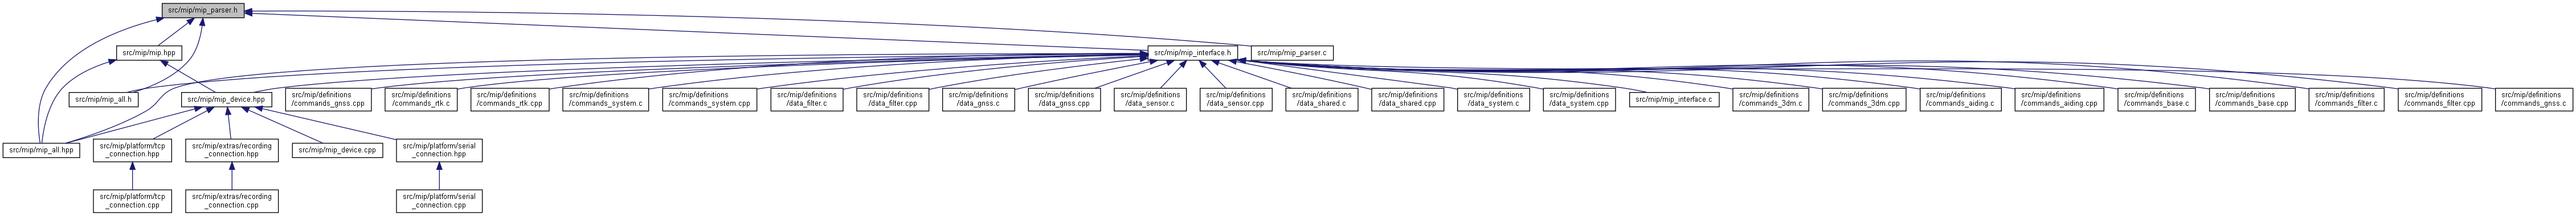 src/mip/mip_parser.h
src/mip/mip.hpp
src/mip/mip_interface.h
src/mip/mip_parser.c
src/mip/mip_all.h
src/mip/mip_device.hpp
src/mip/definitions
/commands_gnss.cpp
src/mip/definitions
/commands_rtk.c
src/mip/definitions
/commands_rtk.cpp
src/mip/definitions
/commands_system.c
src/mip/definitions
/commands_system.cpp
src/mip/definitions
/data_filter.c
src/mip/definitions
/data_filter.cpp
src/mip/definitions
/data_gnss.c
src/mip/definitions
/data_gnss.cpp
src/mip/definitions
/data_sensor.c
src/mip/definitions
/data_sensor.cpp
src/mip/definitions
/data_shared.c
src/mip/definitions
/data_shared.cpp
src/mip/definitions
/data_system.c
src/mip/definitions
/data_system.cpp
src/mip/mip_interface.c
src/mip/definitions
/commands_3dm.c
src/mip/definitions
/commands_3dm.cpp
src/mip/definitions
/commands_aiding.c
src/mip/definitions
/commands_aiding.cpp
src/mip/definitions
/commands_base.c
src/mip/definitions
/commands_base.cpp
src/mip/definitions
/commands_filter.c
src/mip/definitions
/commands_filter.cpp
src/mip/definitions
/commands_gnss.c
src/mip/mip_all.hpp
src/mip/platform/tcp
_connection.hpp
src/mip/extras/recording
_connection.hpp
src/mip/mip_device.cpp
src/mip/platform/serial
_connection.hpp
src/mip/platform/tcp
_connection.cpp
src/mip/extras/recording
_connection.cpp
src/mip/platform/serial
_connection.cpp